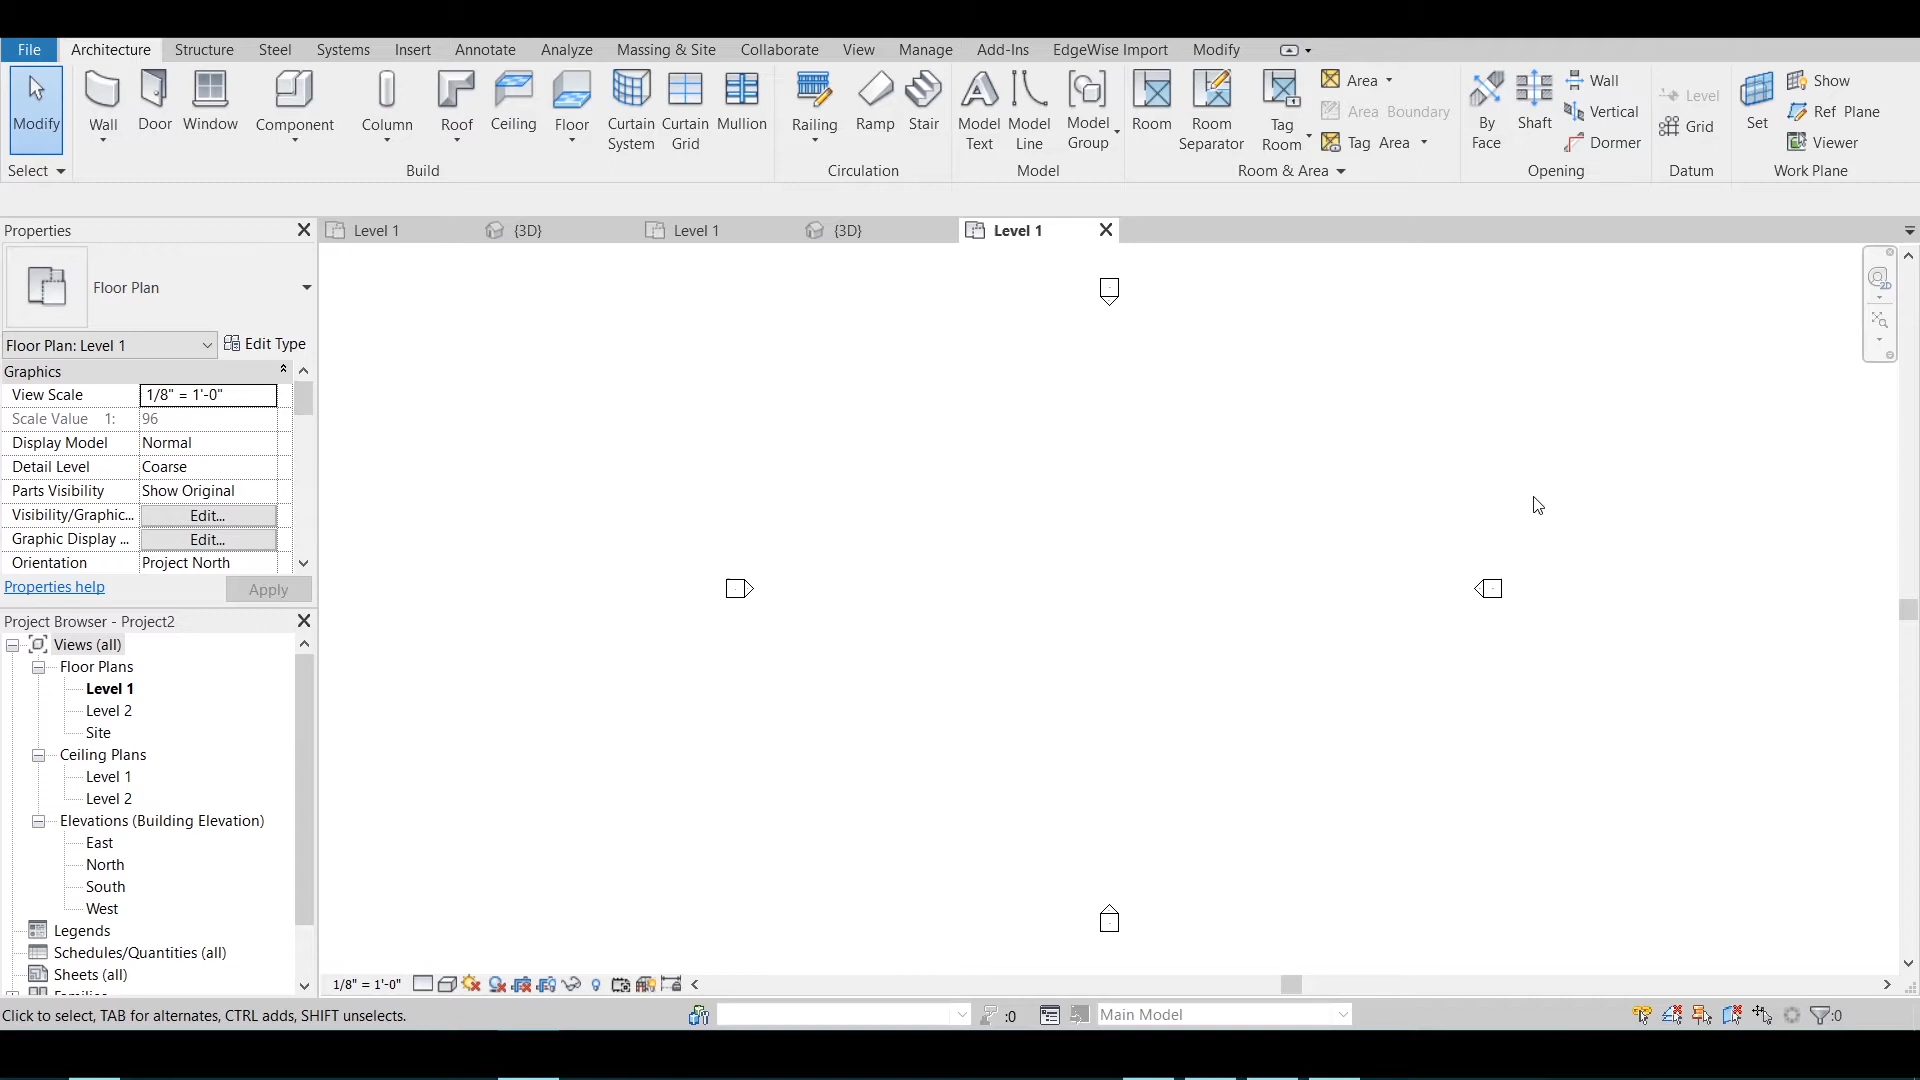 File Architecture Structure Steel Systems Insert Annotate Analyze Massing & Site Collaborate View Manage Add-Ins EdgeWise Import Modify
Modify Wall Door Window Component Column Roof Ceiling Floor Curtain System Curtain Grid Mullion Railing Ramp Stair Model Text Model Line Model Group Room Room Separator Tag Room
Area
Area Boundary
Tag Area
By Face Shaft
Wall
Vertical
Dormer
Level
Grid
Set
Show
Ref Plane
Viewer
Select Build Circulation Model Room & Area Opening Datum Work Plane
Properties
Level 1 {3D} Level 1 {3D} Level 1
2D
Floor Plan
Floor Plan: Level 1 Edit Type
Graphics
View Scale 1/8" = 1'-0"
Scale Value 1: 96
Display Model Normal
Detail Level Coarse
Parts Visibility Show Original
Visibility/Graphic... Edit...
Graphic Display ... Edit...
Orientation Project North
Properties help Apply
Project Browser - Project2
Views (all)
Floor Plans
Level 1
Level 2
Site
Ceiling Plans
Level 1
Level 2
Elevations (Building Elevation)
East
North
South
West
Legends
Schedules/Quantities (all)
Sheets (all)
1/8" = 1'-0"
Click to select, TAB for alternates, CTRL adds, SHIFT unselects. :0 Main Model :0